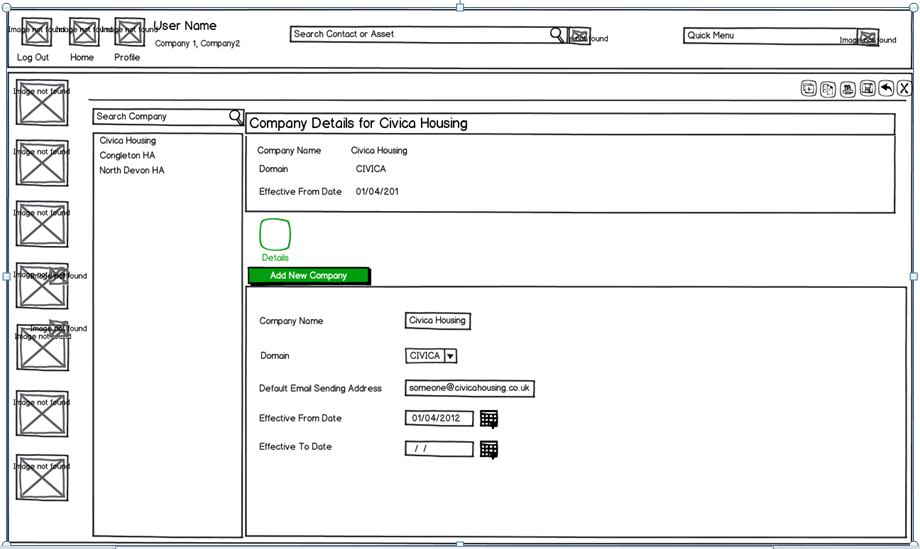 Image not found Image not found Image not found
User Name
Company 1, Company2
Log Out
Home
Profile
Search Contact or Asset
not found
Quick Menu
Image not found
Image not found
Image not found
Image not found
Image not found
Image not found
Image not found
Image not found
Image not found
Image not found
Search Company
Civica Housing
Congleton HA
North Devon HA
Company Details for Civica Housing
Company Name Civica Housing
Domain CIVICA
Effective From Date 01/04/201
Details
Add New Company
Company Name Civica Housing
Domain CIVICA
Default Email Sending Address someone@civicahousing.co.uk
Effective From Date 01/04/2012
Effective To Date / /